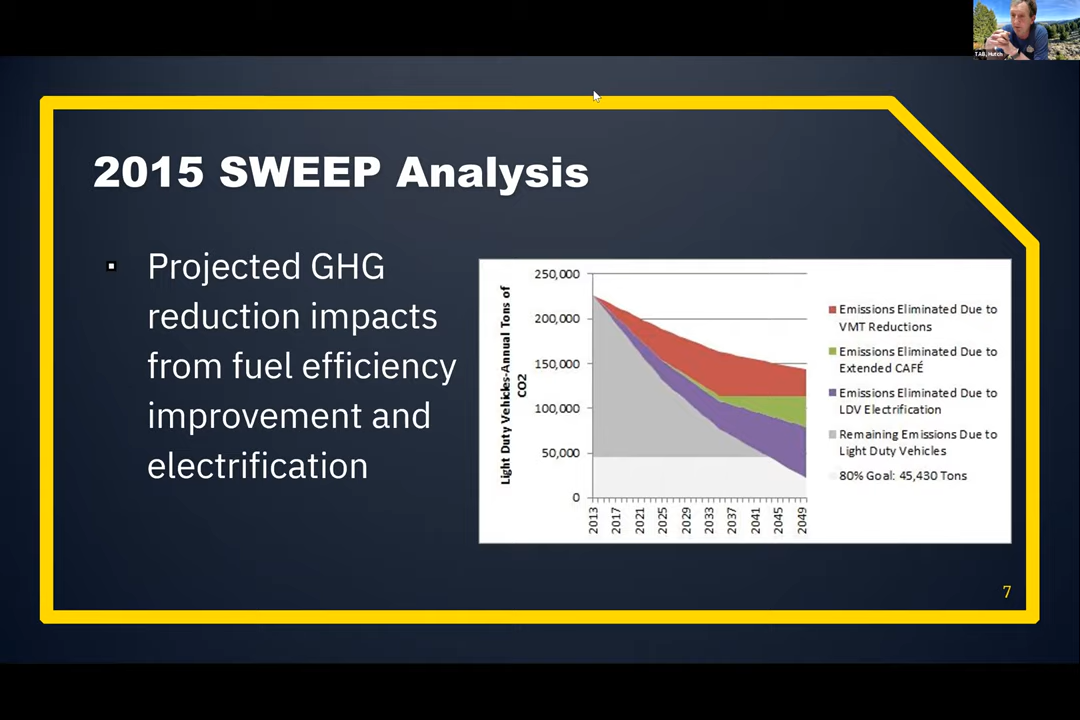 TAB, Hutch
2015 SWEEP Analysis
▪ Projected GHG
reduction impacts
from fuel efficiency
improvement and
electrification
Light Duty Vehicles-Annual Tons of
CO2
250,000
200,000
150,000
100,000
50,000
0
2013 2017 2021 2025 2029 2033 2037 2041 2045 2049
Emissions Eliminated Due to
VMT Reductions
Emissions Eliminated Due to
Extended CAFÉ
Emissions Eliminated Due to
LDV Electrification
Remaining Emissions Due to
Light Duty Vehicles
80% Goal: 45,430 Tons
7